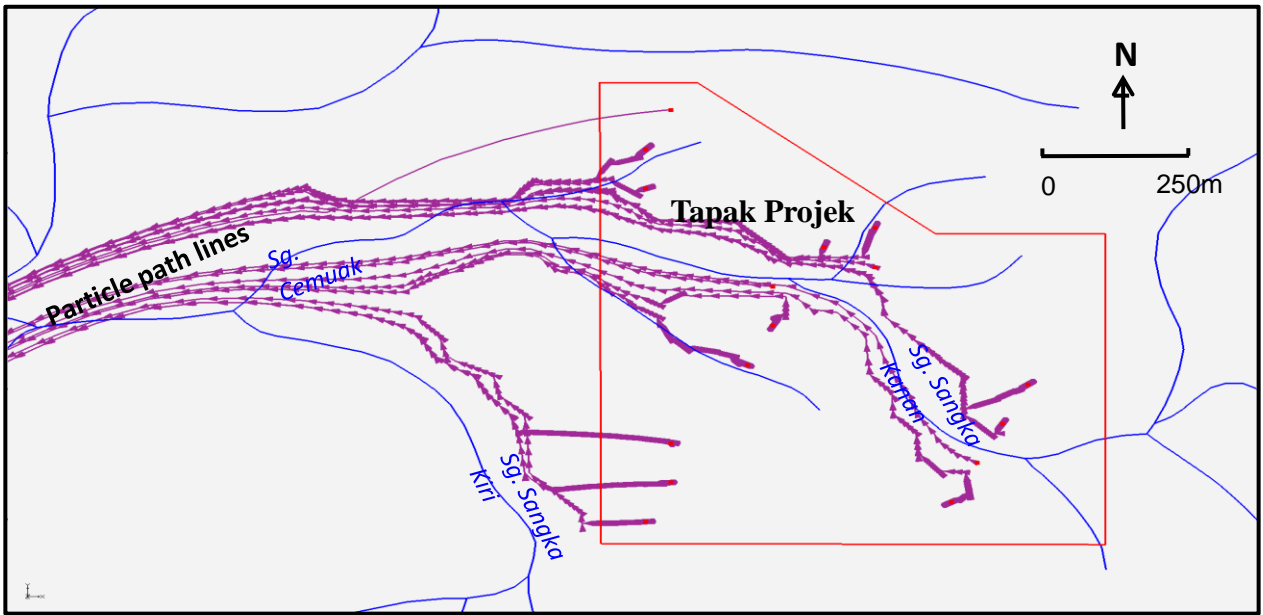 N
0
250m
Tapak Projek
Particle path lines
Sg.
Cemuak
Sg. Sangka
Kanan
Sg. Sangka
Kiri